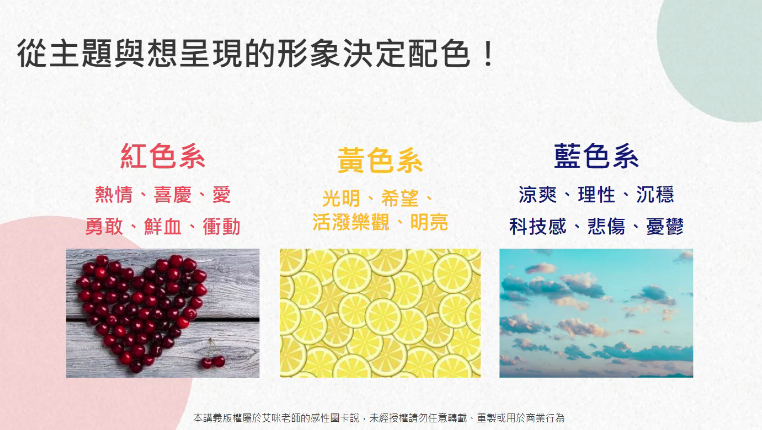 從主題與想呈現的形象決定配色！
紅色系
熱情、喜慶、愛
勇敢、鮮血、衝動
黃色系
光明、希望、
活潑樂觀、明亮
藍色系
涼爽、理性、沉穩
科技感、悲傷、憂鬱
本講義版權屬於艾咪老師的感性圖卡說，未經授權請勿任意轉載、重製或用於商業行為